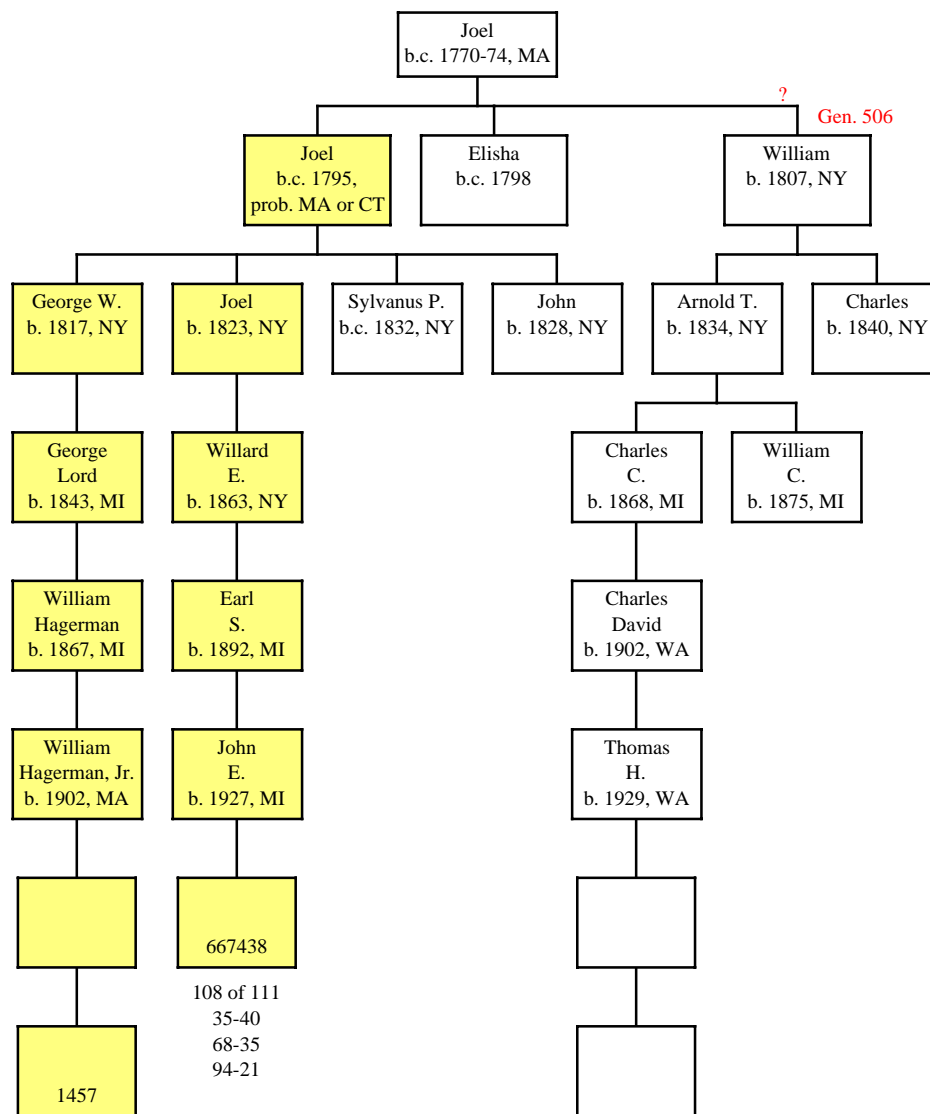 Joel
b.c. 1770-74, MA
?
Gen. 506
Joel
b.c. 1795,
prob. MA or CT
Elisha
b.c. 1798
William
b. 1807, NY
George W.
b. 1817, NY
Joel
b. 1823, NY
Sylvanus P.
b.c. 1832, NY
John
b. 1828, NY
Arnold T.
b. 1834, NY
Charles
b. 1840, NY
George
Lord
b. 1843, MI
Willard
E.
b. 1863, NY
Charles
C.
b. 1868, MI
William
C.
b. 1875, MI
William
Hagerman
b. 1867, MI
Earl
S.
b. 1892, MI
Charles
David
b. 1902, WA
William
Hagerman, Jr.
b. 1902, MA
John
E.
b. 1927, MI
Thomas
H.
b. 1929, WA
667438
108 of 111
35-40
68-35
94-21
1457